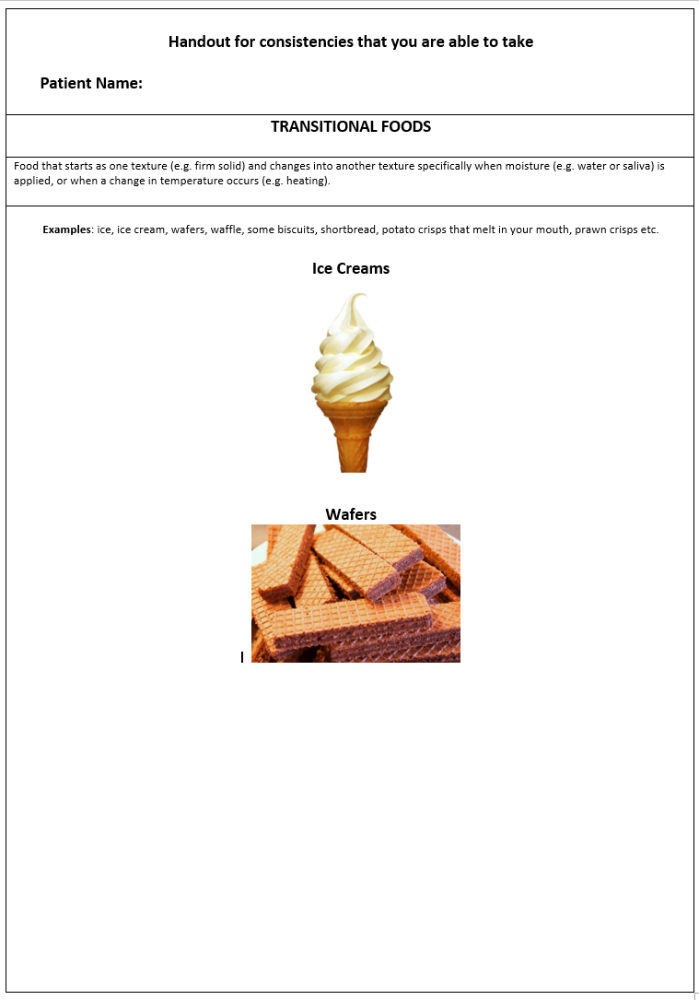 Handout for consistencies that you are able to take
Patient Name:
TRANSITIONAL FOODS
Food that starts as one texture (e.g. firm solid) and changes into another texture specifically when moisture (e.g. water or saliva) is
applied, or when a change in temperature occurs (e.g. heating).
Examples: ice, ice cream, wafers, waffle, some biscuits, shortbread, potato crisps that melt in your mouth, prawn crisps etc.
Ice Creams
Wafers